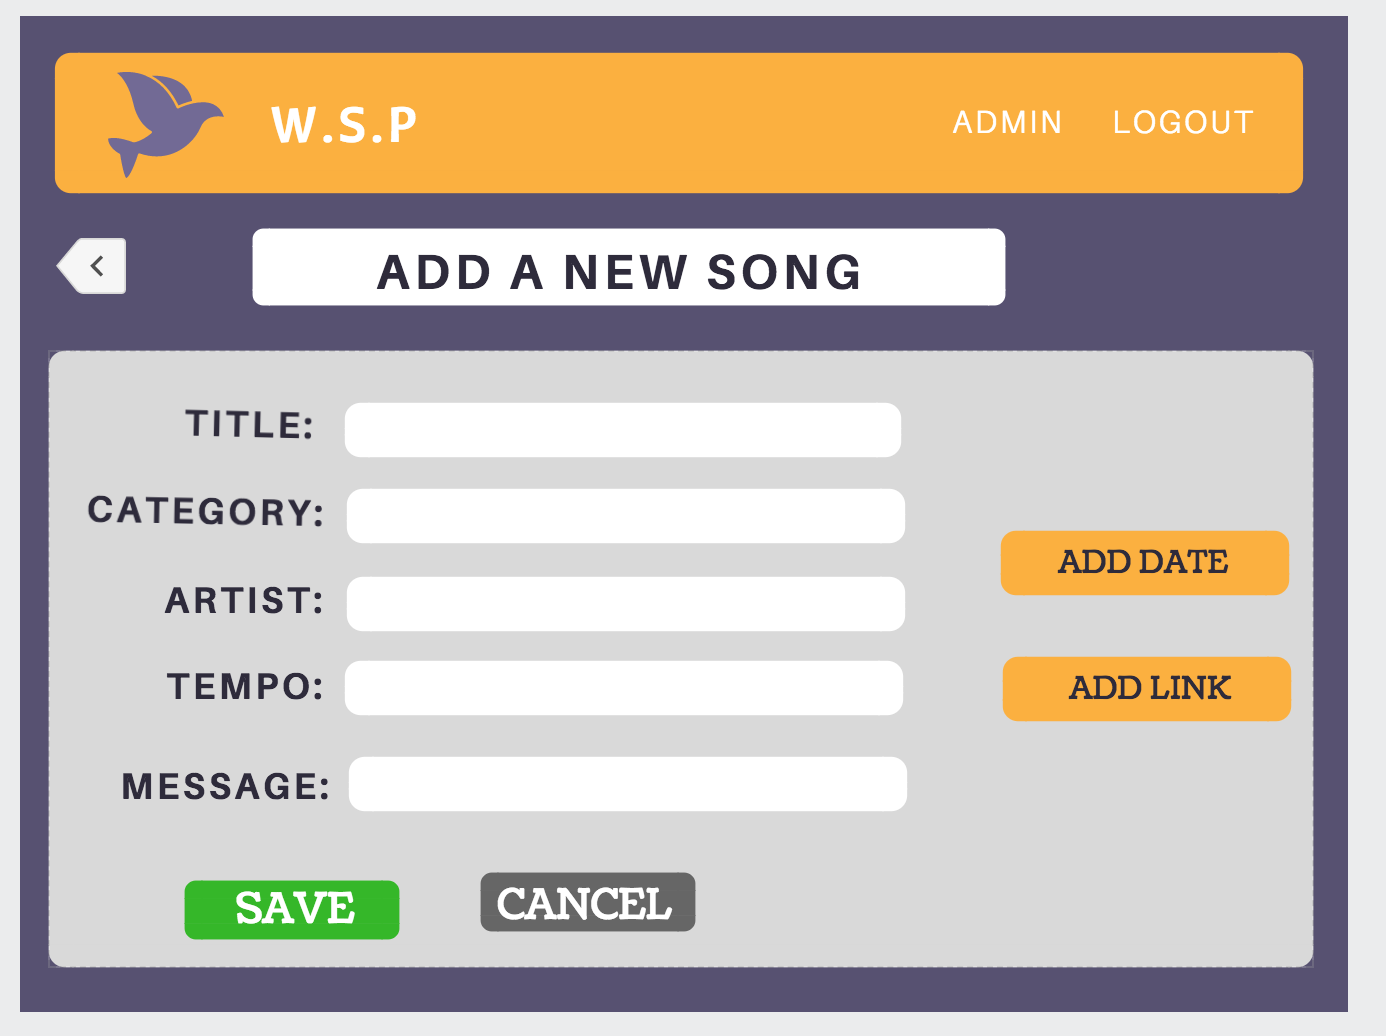 W.S.P
ADMIN LOGOUT
ADD A NEW SONG
TITLE:
CATEGORY:
ADD DATE
ARTIST:
TEMPO:
ADD LINK
MESSAGE:
SAVE
CANCEL